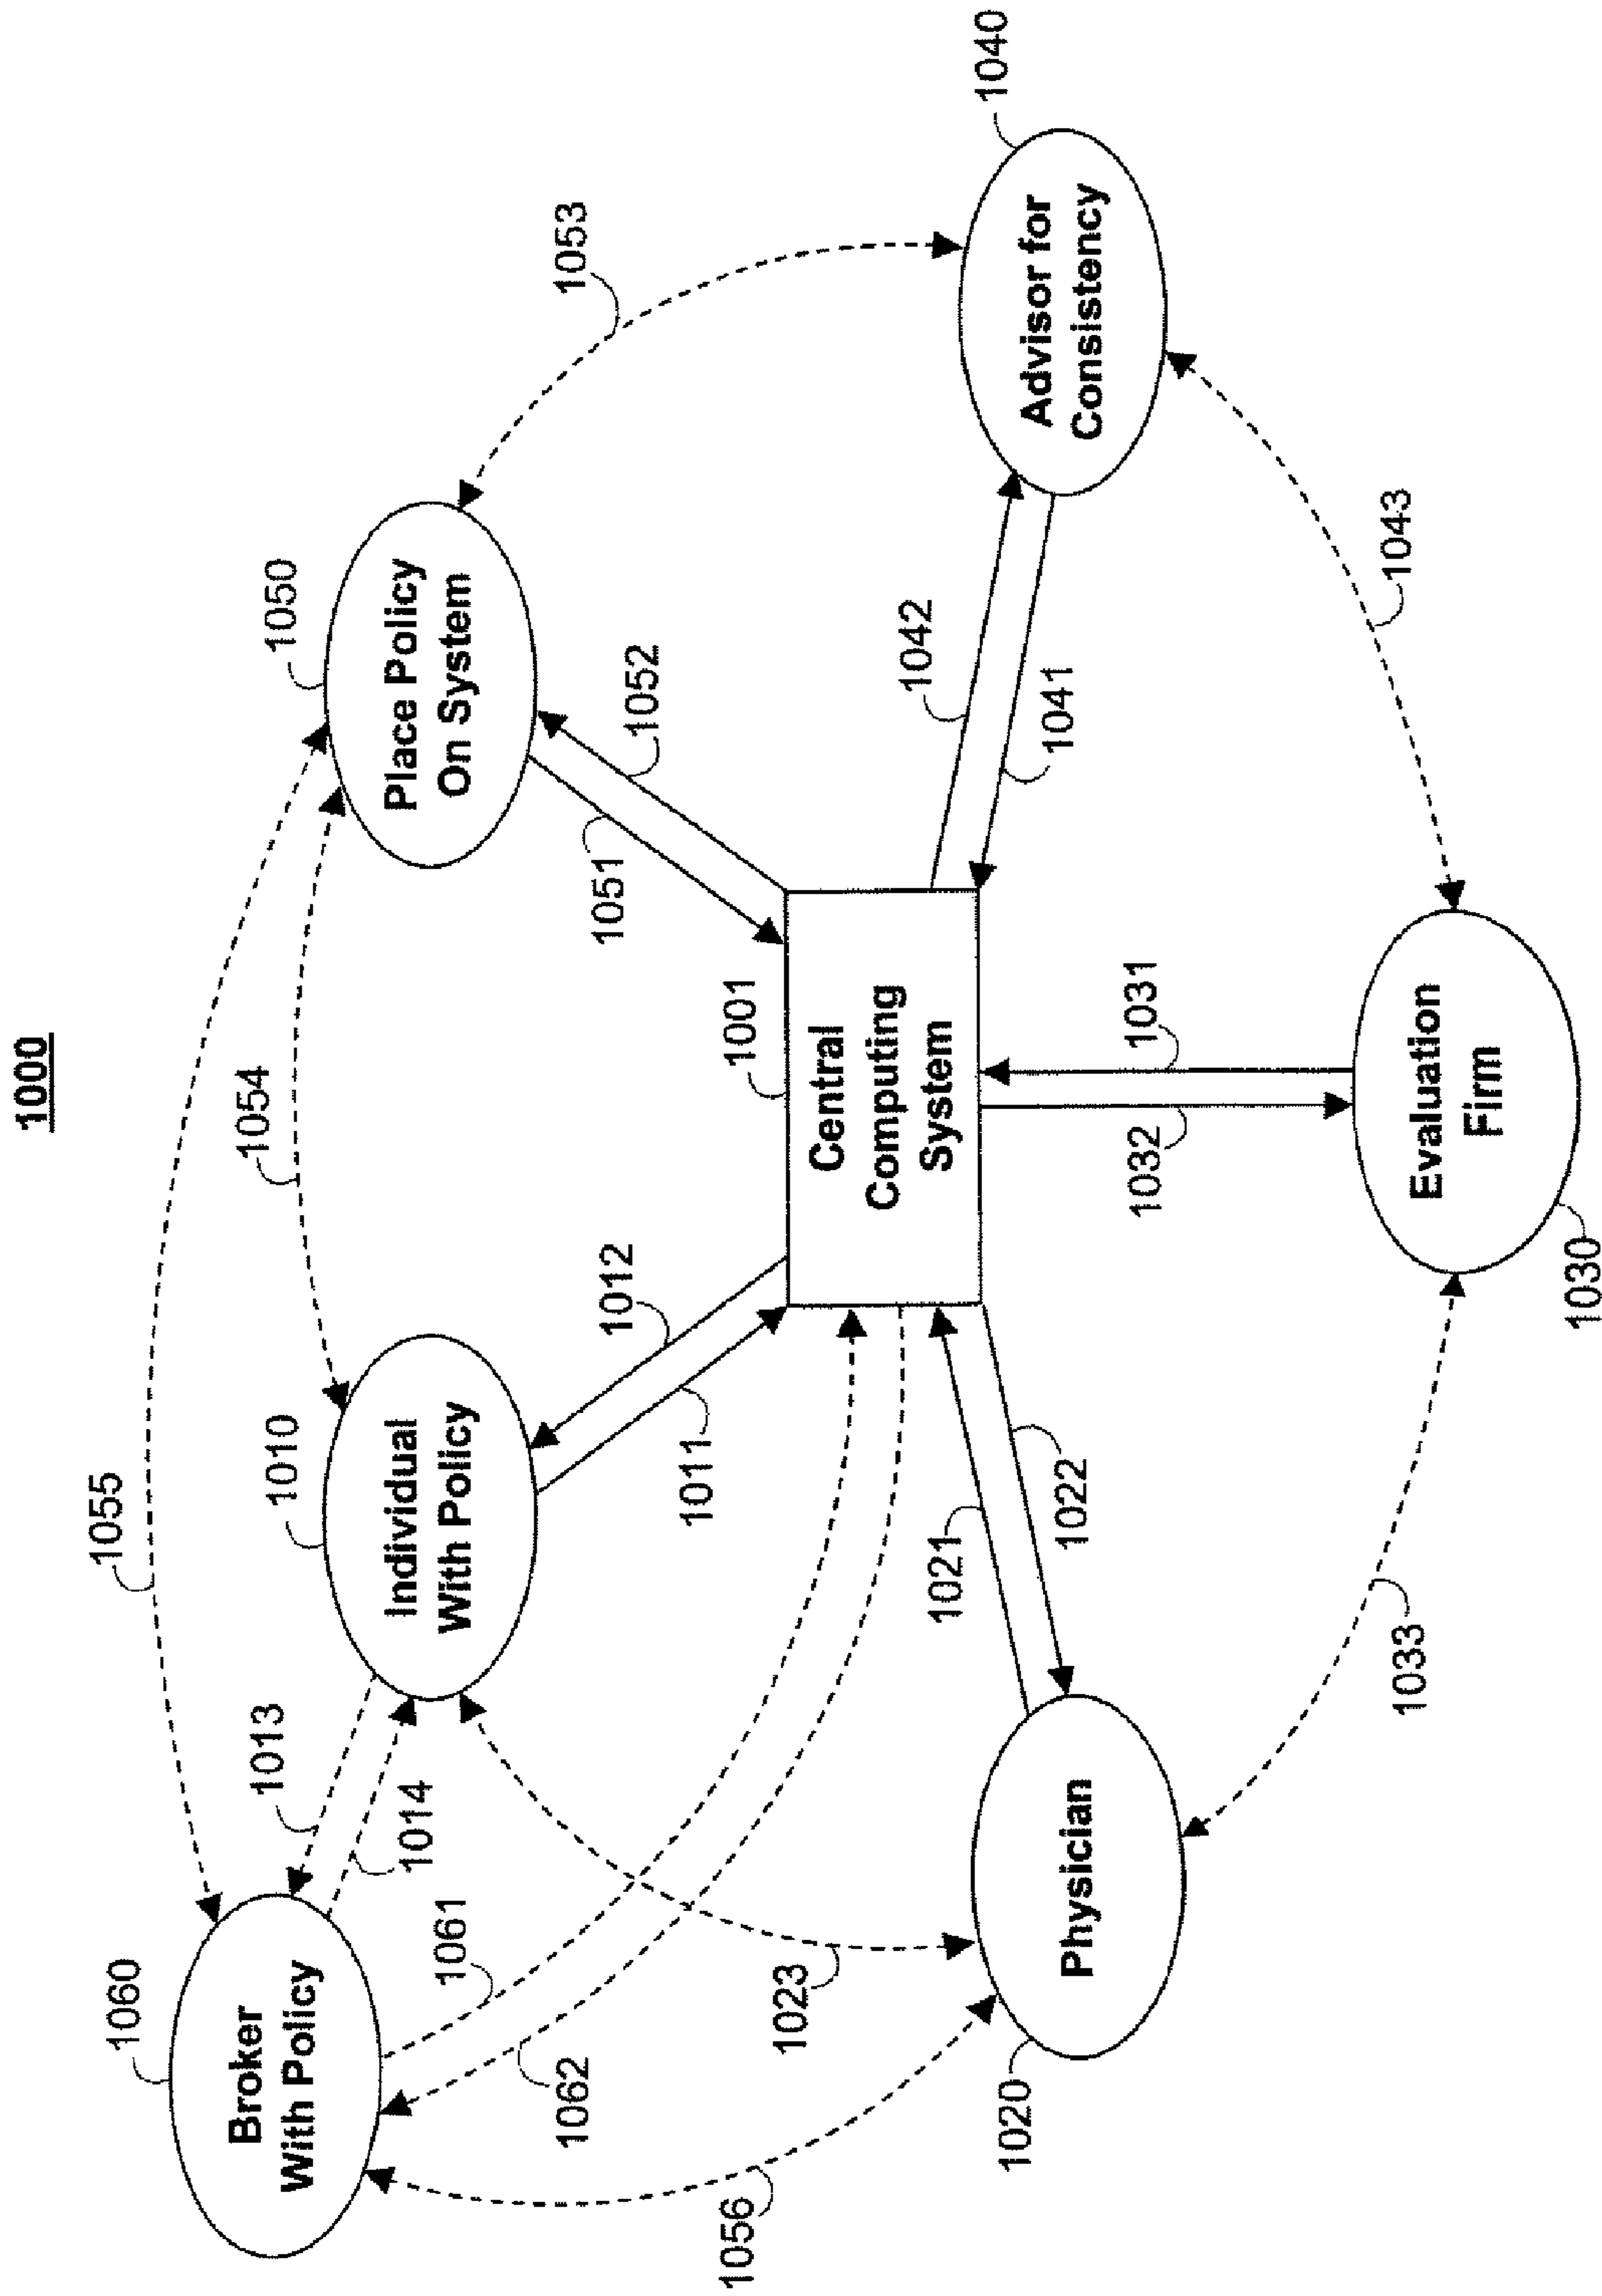 1000
1055
1054
1060
Broker
With Policy
1013
1014
1010
Individual
With Policy
1050
Place Policy
On System
1053
1061
1062
1012
1011
1001
Central
Computing
System
1051
1052
1056
1023
1021
1022
1042
1041
1040
Advisor for
Consistency
1020
Physician
1032
1031
1033
1043
Evaluation
Firm
1030